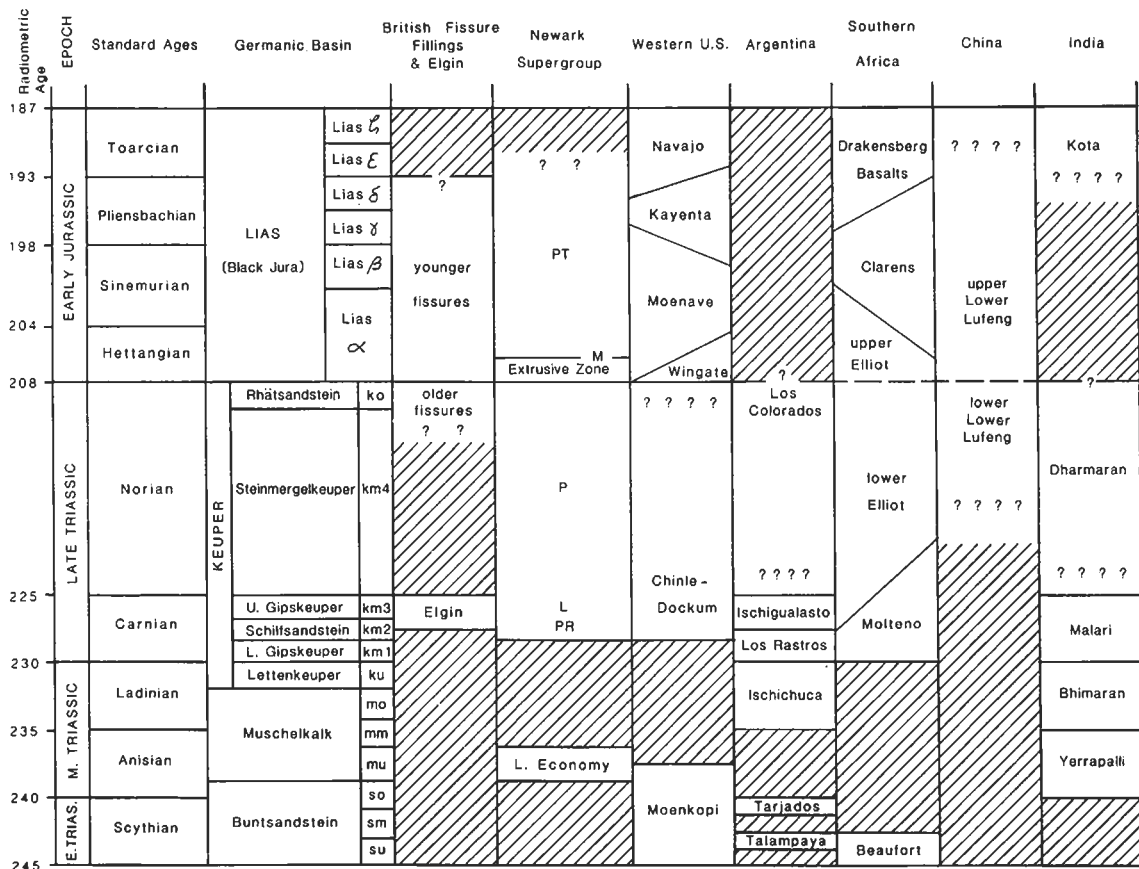 Radiometric Age
EPOCH
Standard Ages
Germanic Basin
British Fissure
Fillings
& Elgin
Newark
Supergroup
Western U.S.
Argentina
Southern
Africa
China
India
187
193
198
204
208
225
230
235
240
245
EARLY JURASSIC
LATE TRIASSIC
M. TRIASSIC
E.TRIAS.
Toarcian
Pliensbachian
Sinemurian
Hettangian
Norian
Carnian
Ladinian
Anisian
Scythian
LIAS
(Black Jura)
Lias ζ
Lias ε
Lias δ
Lias γ
Lias β
Lias
α
KEUPER
Rhätsandstein ko
Steinmergelkeuper km4
U. Gipskeuper km3
Schilfsandstein km2
L. Gipskeuper km1
Lettenkeuper ku
Muschelkalk
mo
mm
mu
Buntsandstein
so
sm
su
?
younger
fissures
older
fissures
? ?
Elgin
? ?
PT
M
Extrusive Zone
P
L
PR
L. Economy
Navajo
Kayenta
Moenave
Wingate
? ? ? ?
Chinle-
Dockum
Moenkopi
?
Los
Colorados
? ? ? ?
Ischigualasto
Los Rastros
Ischichuca
Tarjados
Talampaya
Drakensberg
Basalts
Clarens
upper
Elliot
lower
Elliot
Molteno
Beaufort
? ? ? ?
upper
Lower
Lufeng
lower
Lower
Lufeng
? ? ? ?
Kota
? ? ? ?
?
Dharmaran
? ? ? ?
Malari
Bhimaran
Yerrapalli